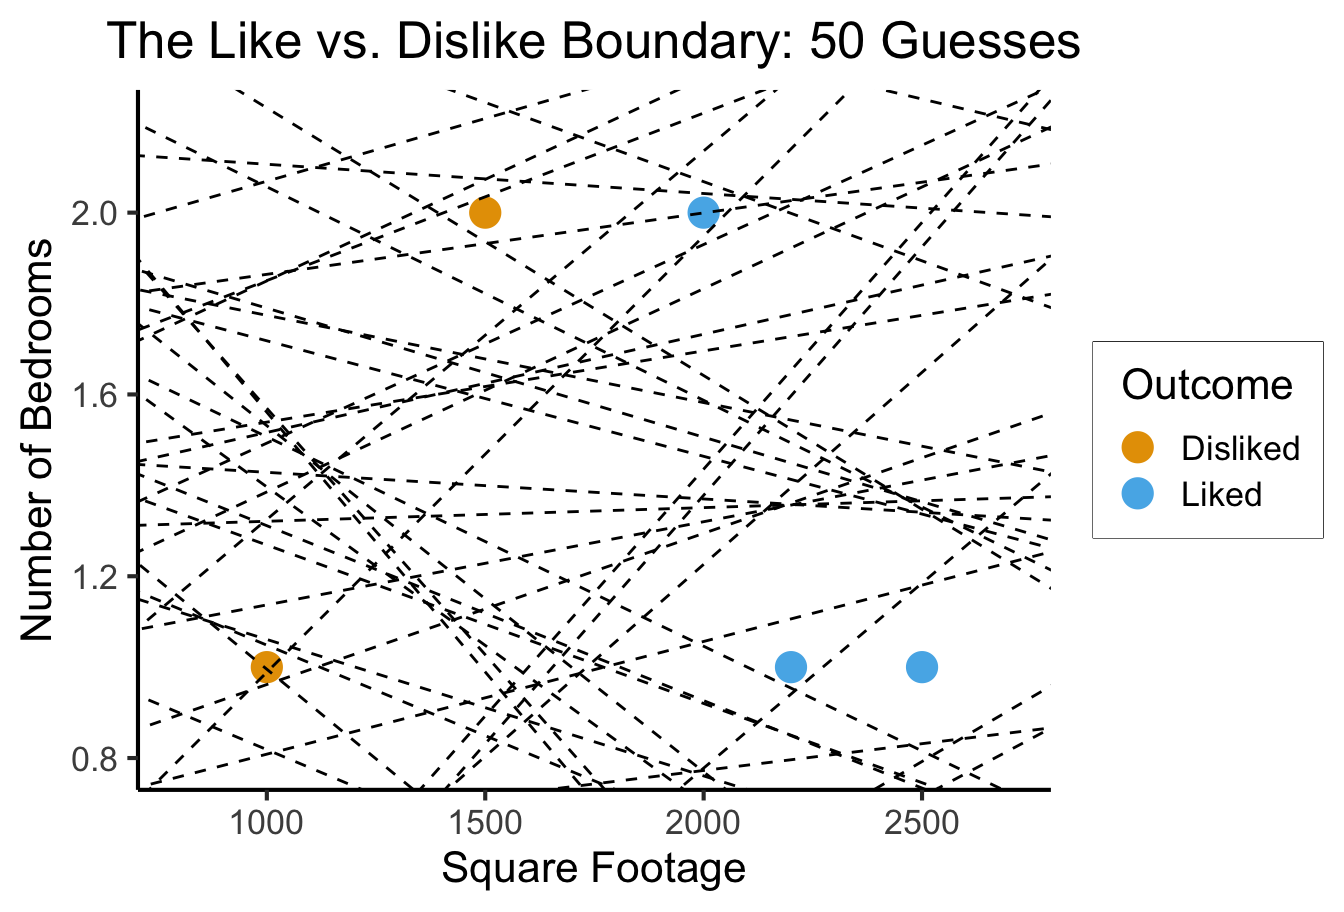 The Like vs. Dislike Boundary: 50 Guesses
Number of Bedrooms
2.0
1.6
1.2
0.8
1000 1500 2000 2500
Square Footage
Outcome
Disliked
Liked